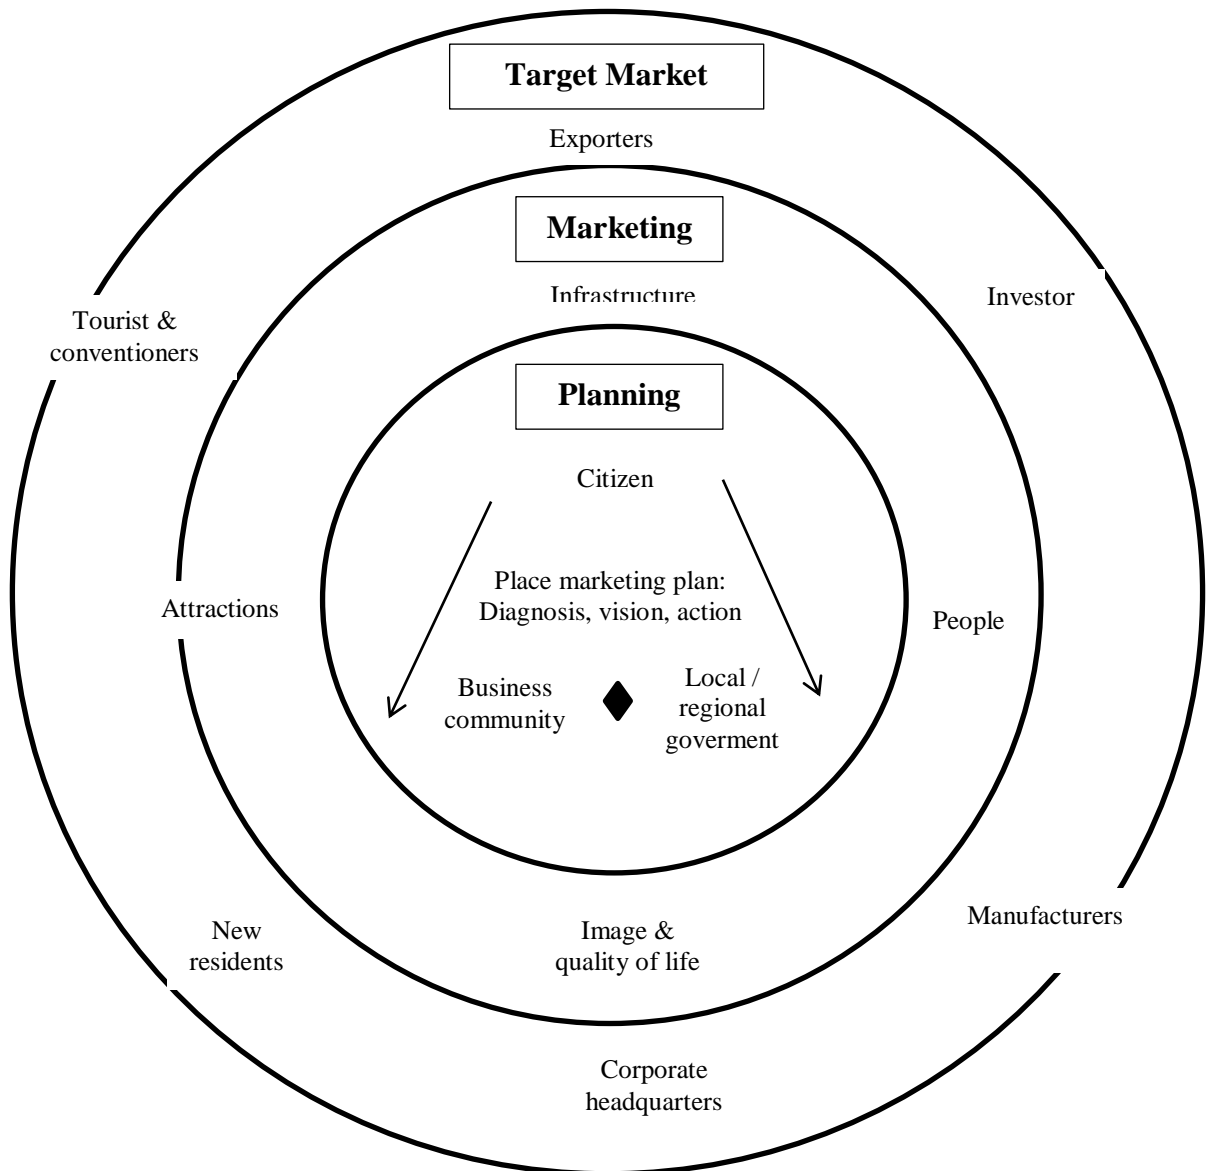 Target Market
Exporters
Marketing
Infrastructure
Investor
Tourist &
conventioners
Planning
Citizen
Place marketing plan:
Diagnosis, vision, action
Attractions
People
Business
community
Local /
regional
goverment
New
residents
Image &
quality of life
Manufacturers
Corporate
headquarters